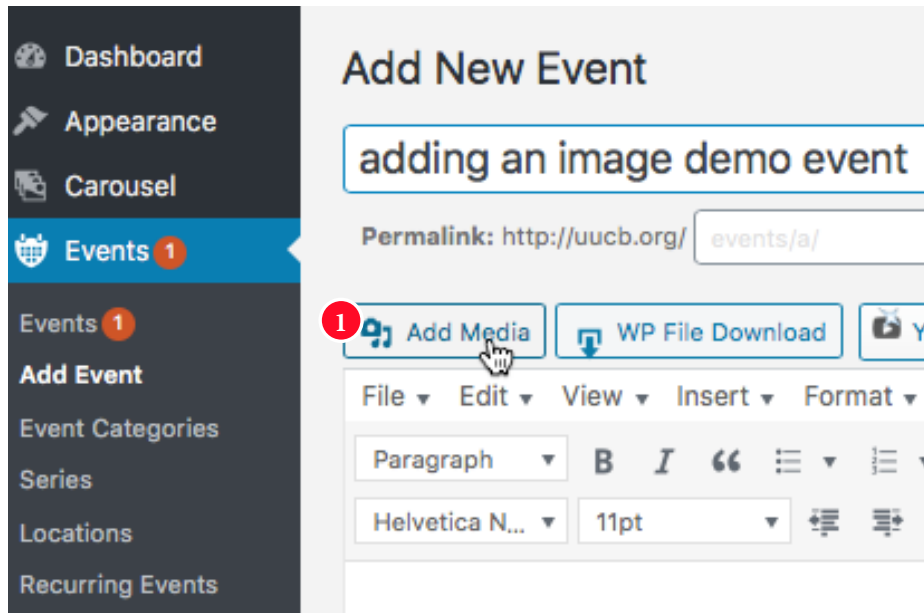 Dashboard
Appearance
Carousel
Events 1
Events 1
Add Event
Event Categories
Series
Locations
Recurring Events
Add New Event
adding an image demo event
Permalink: http://uucb.org/ events/a/
1 Add Media WP File Download Y
File Edit View Insert Format
Paragraph B I
Helvetica N... 11pt